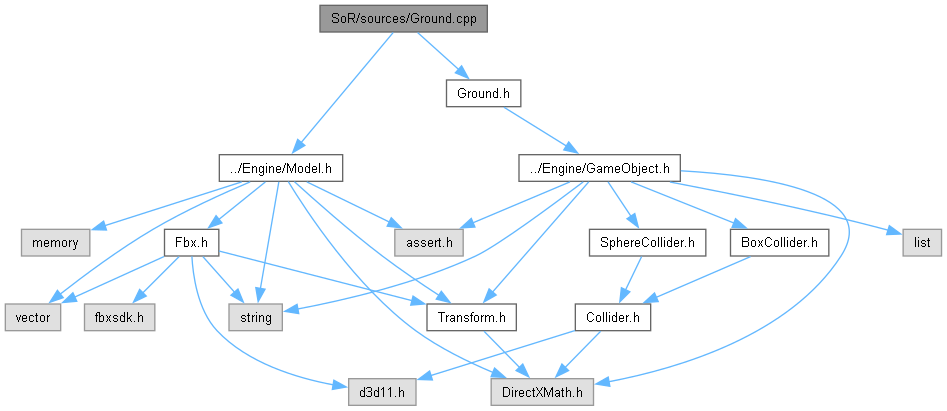 SoR/sources/Ground.cpp
Ground.h
../Engine/Model.h
../Engine/GameObject.h
memory
Fbx.h
assert.h
SphereCollider.h
BoxCollider.h
list
vector
fbxsdk.h
string
Transform.h
Collider.h
d3d11.h
DirectXMath.h